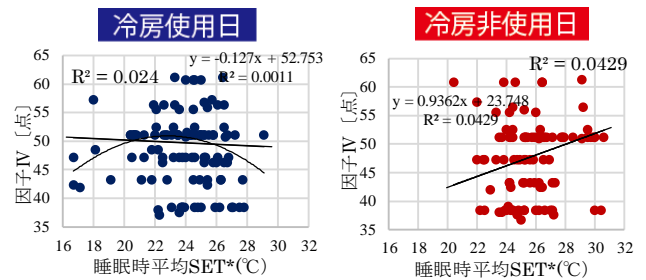 冷房使用日
冷房非使用日
y = -0.127x + 52.753
R² = 0.0011
R² = 0.024
65
60
55
50
45
40
35
因子Ⅳ〔点〕
16 18 20 22 24 26 28 30 32
睡眠時平均SET*(℃)
R² = 0.0429
y = 0.9362x + 23.748
R² = 0.0429
65
60
55
50
45
40
35
因子Ⅳ〔点〕
16 18 20 22 24 26 28 30 32
睡眠時平均SET*(℃)